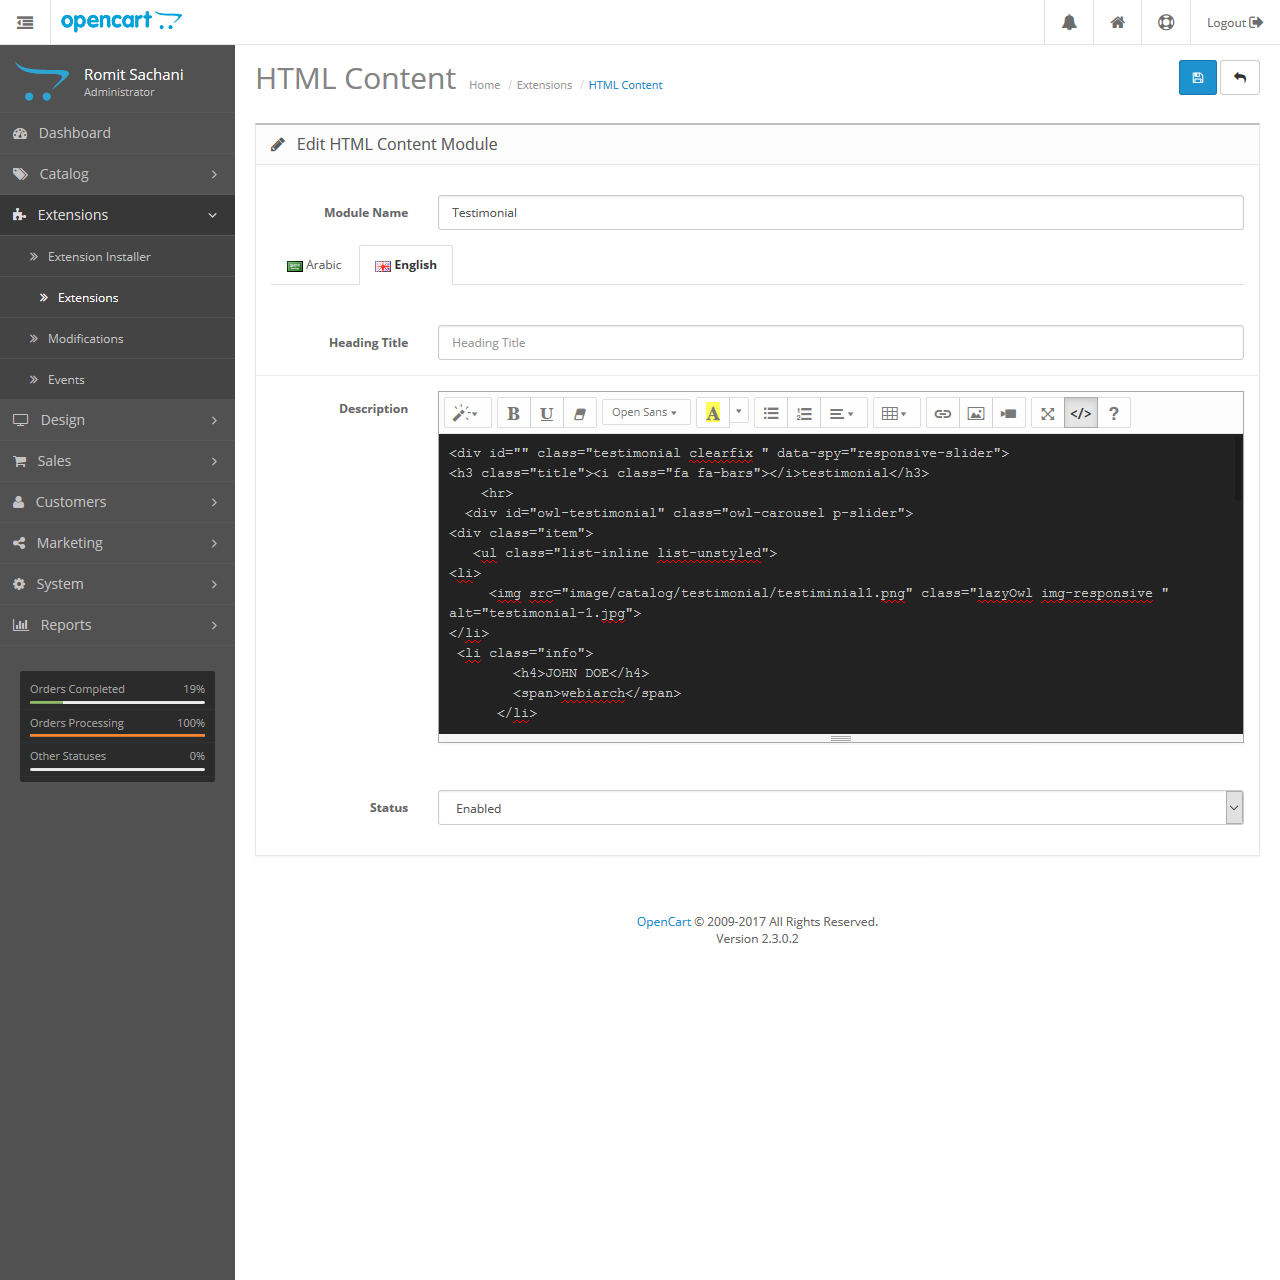 opencart
Logout
Romit Sachani
Administrator
HTML Content
Home / Extensions / HTML Content
Dashboard
Catalog
Extensions
Extension Installer
Extensions
Modifications
Events
Design
Sales
Customers
Marketing
System
Reports
Orders Completed 19%
Orders Processing 100%
Other Statuses 0%
Edit HTML Content Module
Module Name Testimonial
Arabic English
Heading Title Heading Title
Description
B U Open Sans A </> ?
<div id="" class="testimonial clearfix " data-spy="responsive-slider">
<h3 class="title"><i class="fa fa-bars"></i>testimonial</h3>
<hr>
<div id="owl-testimonial" class="owl-carousel p-slider">
<div class="item">
<ul class="list-inline list-unstyled">
<li>
<img src="image/catalog/testimonial/testiminial1.png" class="lazyOwl img-responsive "
alt="testimonial-1.jpg">
</li>
<li class="info">
<h4>JOHN DOE</h4>
<span>webiarch</span>
</li>
Status Enabled
OpenCart © 2009-2017 All Rights Reserved.
Version 2.3.0.2